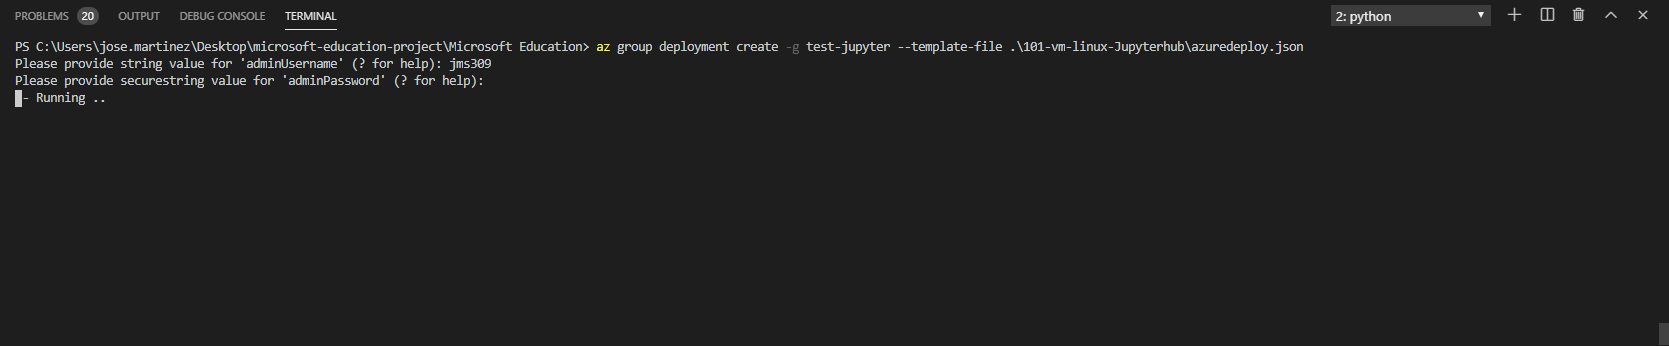 PROBLEMS 20 OUTPUT DEBUG CONSOLE TERMINAL 2: python
PS C:\Users\jose.martinez\Desktop\microsoft-education-project\Microsoft Education> az group deployment create -g test-jupyter --template-file .\101-vm-linux-Jupyterhub\azuredeploy.json
Please provide string value for 'adminUsername' (? for help): jms309
Please provide securestring value for 'adminPassword' (? for help):
- Running ..